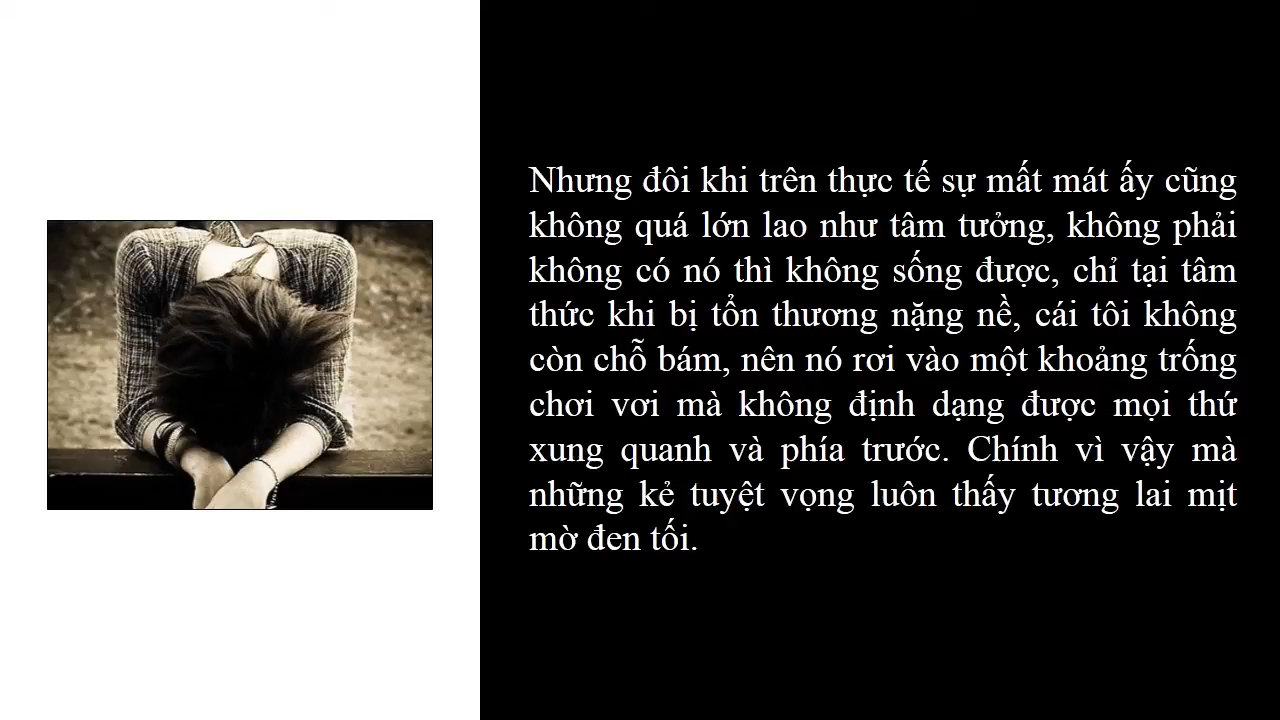 Nhưng đôi khi trên thực tế sự mất mát ấy cũng
không quá lớn lao như tâm tưởng, không phải
không có nó thì không sống được, chỉ tại tâm
thức khi bị tổn thương nặng nề, cái tôi không
còn chỗ bám, nên nó rơi vào một khoảng trống
chơi vơi mà không định dạng được mọi thứ
xung quanh và phía trước. Chính vì vậy mà
những kẻ tuyệt vọng luôn thấy tương lai mịt
mờ đen tối.